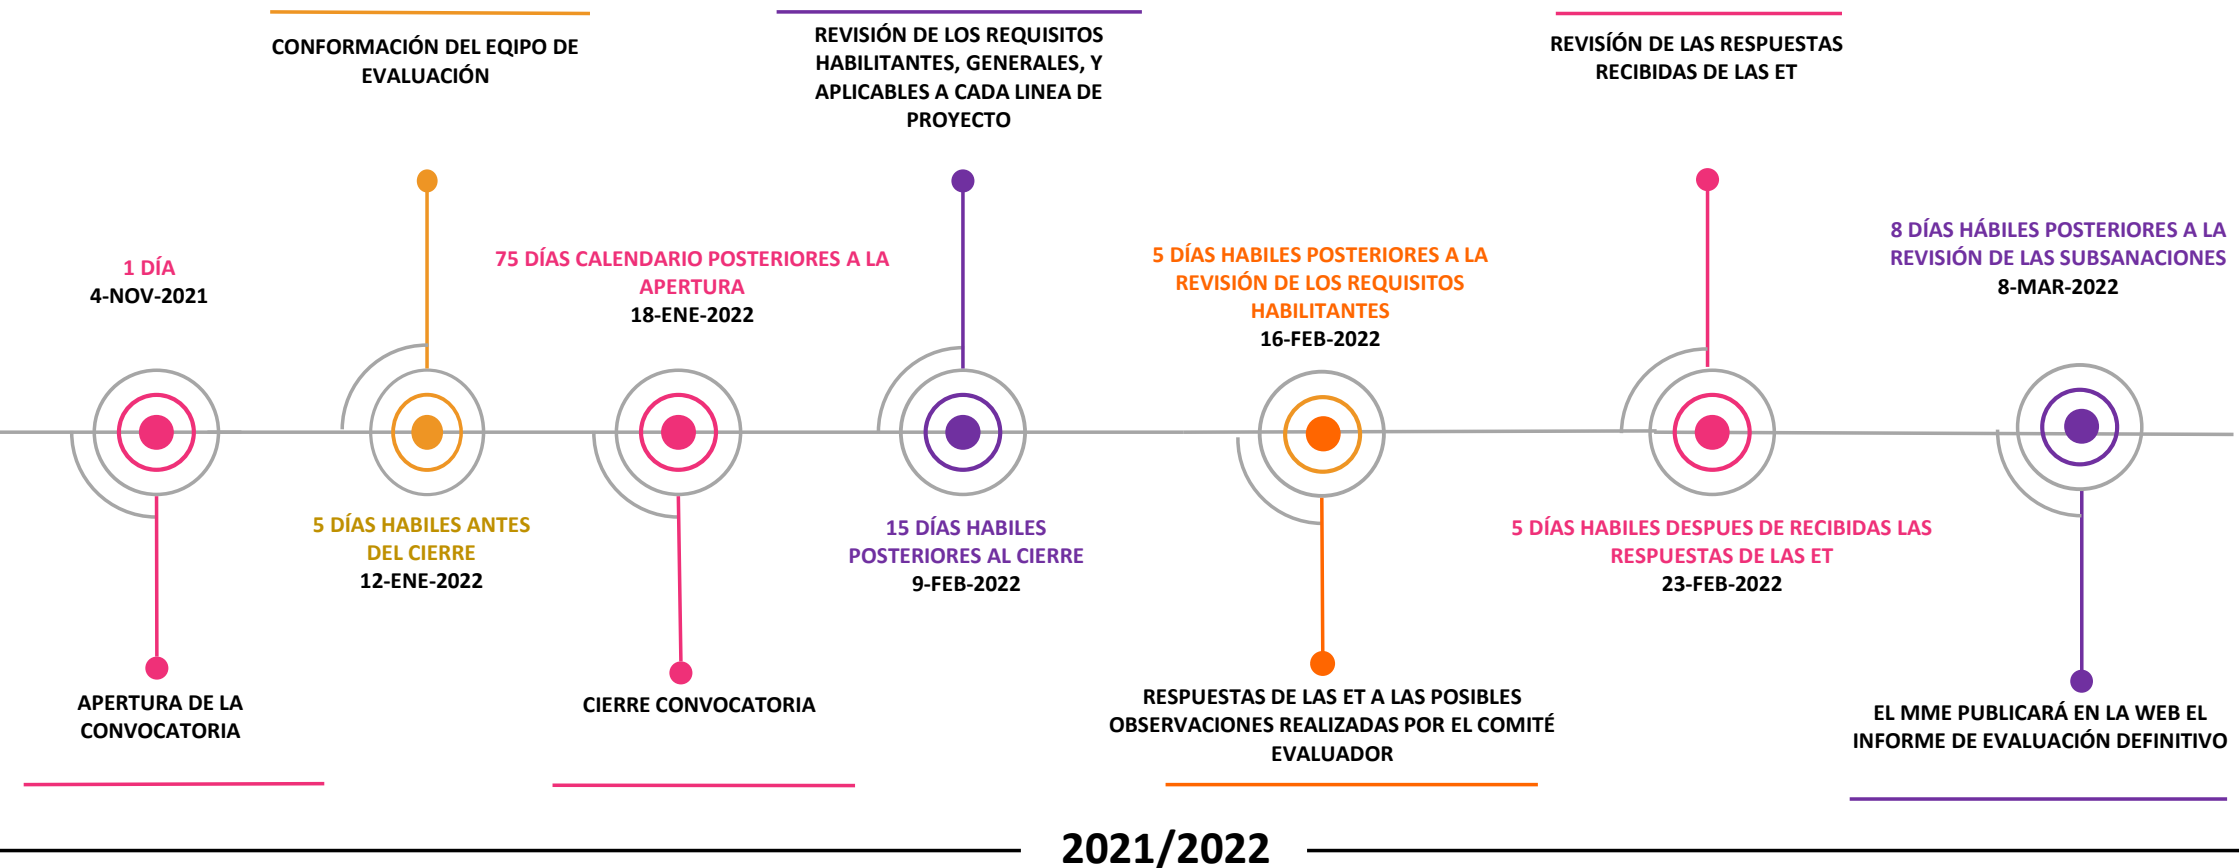 CONFORMACIÓN DEL EQIPO DE
EVALUACIÓN
REVISIÓN DE LOS REQUISITOS
HABILITANTES, GENERALES, Y
APLICABLES A CADA LINEA DE
PROYECTO
REVISÍÓN DE LAS RESPUESTAS
RECIBIDAS DE LAS ET
1 DÍA
4-NOV-2021
75 DÍAS CALENDARIO POSTERIORES A LA
APERTURA
18-ENE-2022
5 DÍAS HABILES POSTERIORES A LA
REVISIÓN DE LOS REQUISITOS
HABILITANTES
16-FEB-2022
8 DÍAS HÁBILES POSTERIORES A LA
REVISIÓN DE LAS SUBSANACIONES
8-MAR-2022
5 DÍAS HABILES ANTES
DEL CIERRE
12-ENE-2022
15 DÍAS HABILES
POSTERIORES AL CIERRE
9-FEB-2022
5 DÍAS HABILES DESPUES DE RECIBIDAS LAS
RESPUESTAS DE LAS ET
23-FEB-2022
APERTURA DE LA
CONVOCATORIA
CIERRE CONVOCATORIA
RESPUESTAS DE LAS ET A LAS POSIBLES
OBSERVACIONES REALIZADAS POR EL COMITÉ
EVALUADOR
EL MME PUBLICARÁ EN LA WEB EL
INFORME DE EVALUACIÓN DEFINITIVO
2021/2022